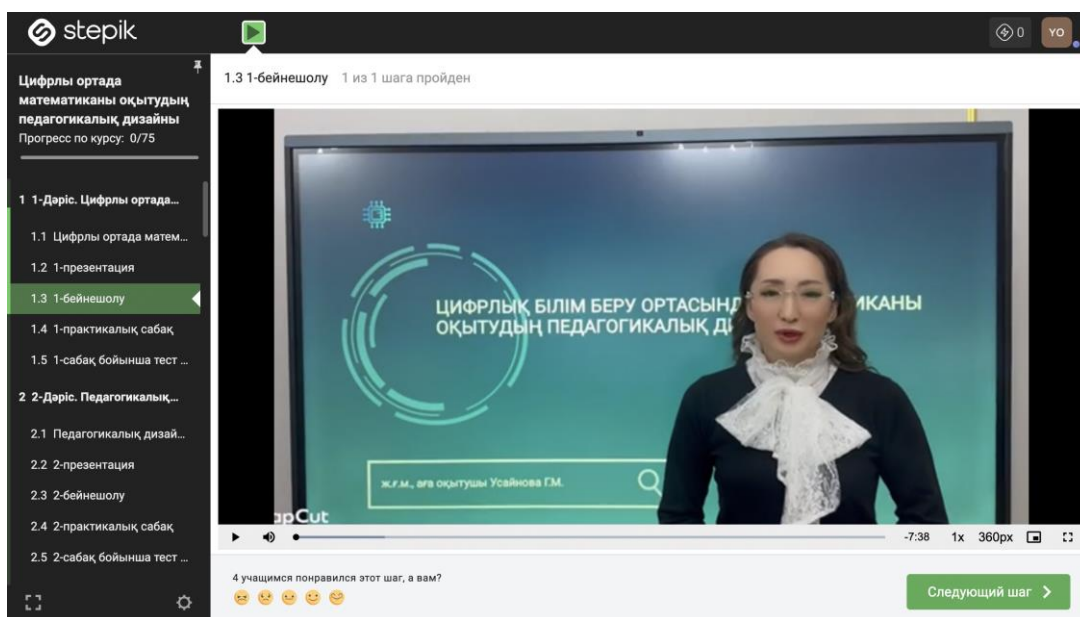 stepik
0
YO
Цифрлы ортада
математиканы оқытудың
педагогикалық дизайны
Прогресс по курсу: 0/75
1 1-Дәріс. Цифрлы ортада...
1.1 Цифрлы ортада матем...
1.2 1-презентация
1.3 1-бейнешолу
1.4 1-практикалық сабақ
1.5 1-сабақ бойынша тест ...
2 2-Дәріс. Педагогикалық...
2.1 Педагогикалық дизай...
2.2 2-презентация
2.3 2-бейнешолу
2.4 2-практикалық сабақ
2.5 2-сабақ бойынша тест ...
1.3 1-бейнешолу 1 из 1 шага пройден
ЦИФРЛЫҚ БІЛІМ БЕРУ ОРТАСЫНД ИКАНЫ
ОҚЫТУДЫҢ ПЕДАГОГИКАЛЫҚ ДИ
ж.ғ.м., аға оқытушы Усайнова Г.М.
apCut
-7:38 1x 360px
4 учащимся понравился этот шаг, а вам?
Следующий шаг